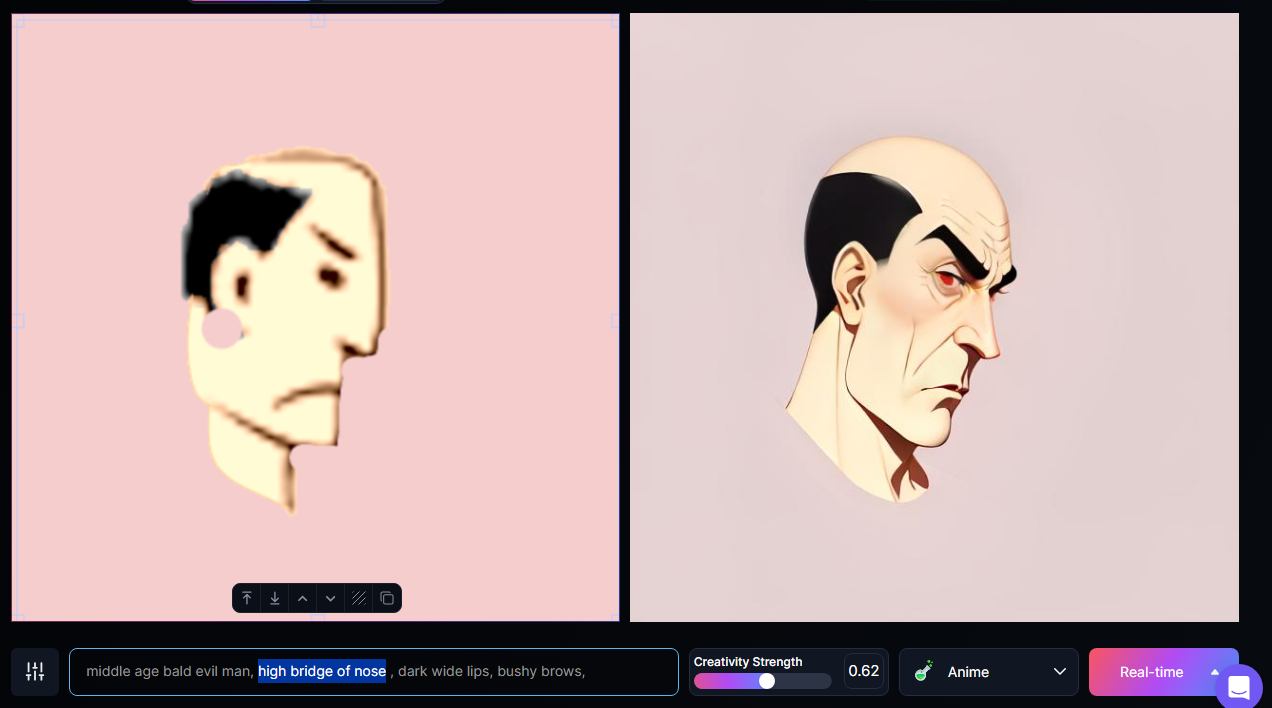 middle age bald evil man, high bridge of nose , dark wide lips, bushy brows,
Creativity Strength
0.62
Anime
Real-time